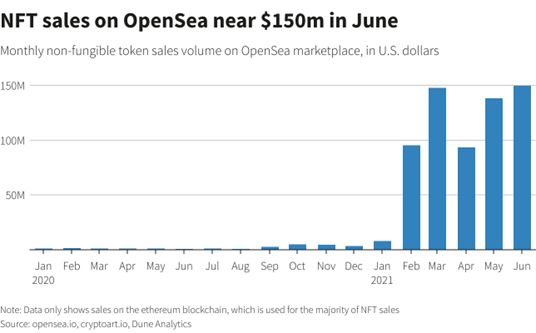 NFT sales on OpenSea near $150m in June
Monthly non-fungible token sales volume on OpenSea marketplace, in U.S. dollars
150M
100M
50M
Jan Feb Mar Apr May Jun Jul Aug Sep Oct Nov Dec Jan Feb Mar Apr May Jun
2020 2021
Note: Data only shows sales on the ethereum blockchain, which is used for the majority of NFT sales
Source: opensea.io, cryptoart.io, Dune Analytics